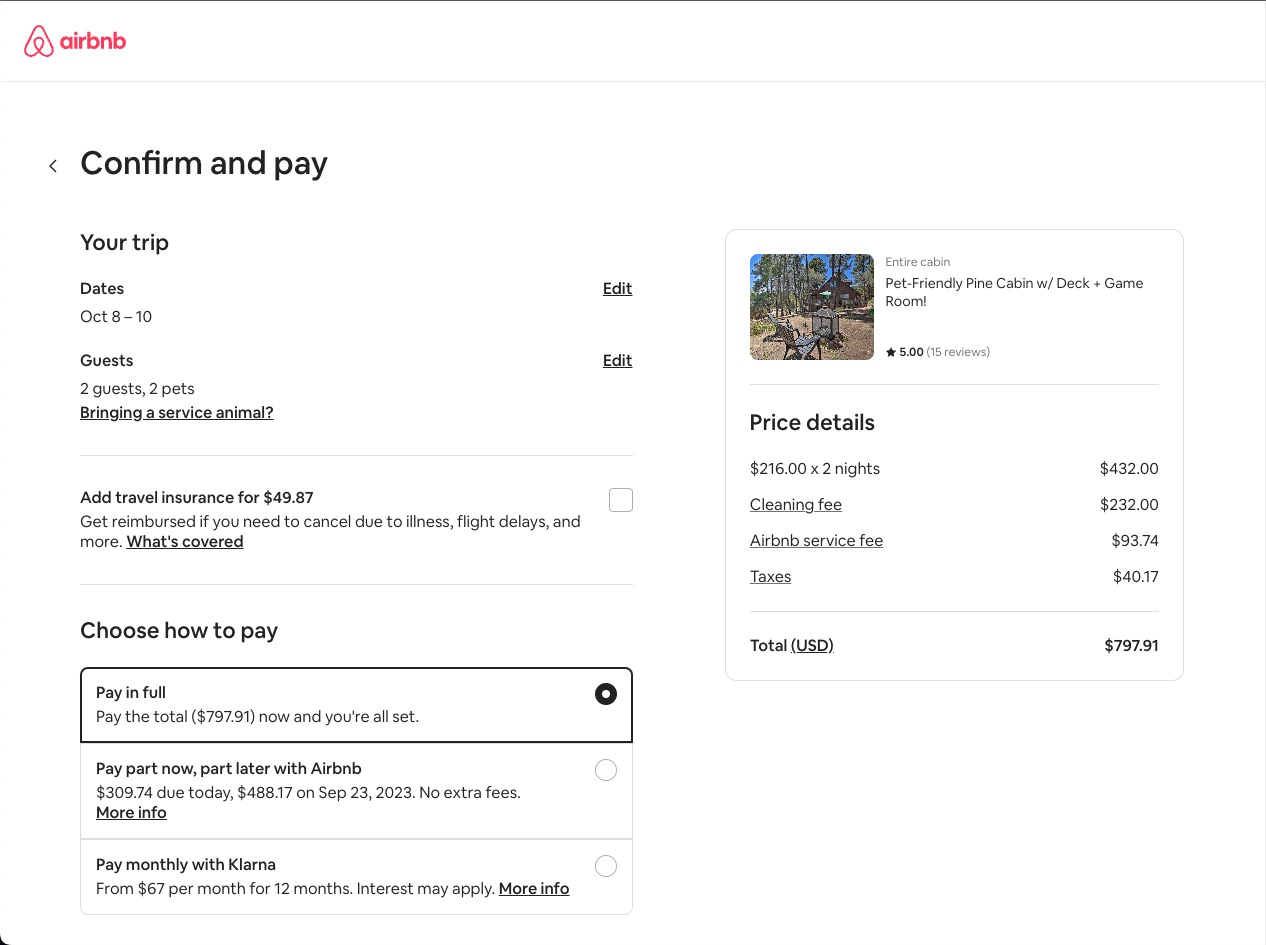 airbnb
Confirm and pay
Your trip
Dates
Edit
Oct 8 – 10
Guests
Edit
2 guests, 2 pets
Bringing a service animal?
Add travel insurance for $49.87
Get reimbursed if you need to cancel due to illness, flight delays, and
more. What's covered
Choose how to pay
Pay in full
Pay the total ($797.91) now and you're all set.
Pay part now, part later with Airbnb
$309.74 due today, $488.17 on Sep 23, 2023. No extra fees.
More info
Pay monthly with Klarna
From $67 per month for 12 months. Interest may apply. More info
Entire cabin
Pet-Friendly Pine Cabin w/ Deck + Game
Room!
★ 5.00 (15 reviews)
Price details
$216.00 x 2 nights $432.00
Cleaning fee $232.00
Airbnb service fee $93.74
Taxes $40.17
Total (USD) $797.91